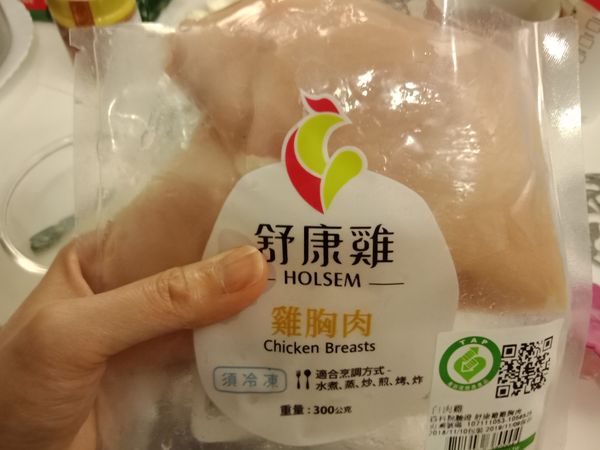 舒康雞
HOLSEM
雞胸肉
Chicken Breasts
須冷凍
適合烹調方式-
水煮、蒸、炒、煎、烤、炸
重量：300公克
TAP